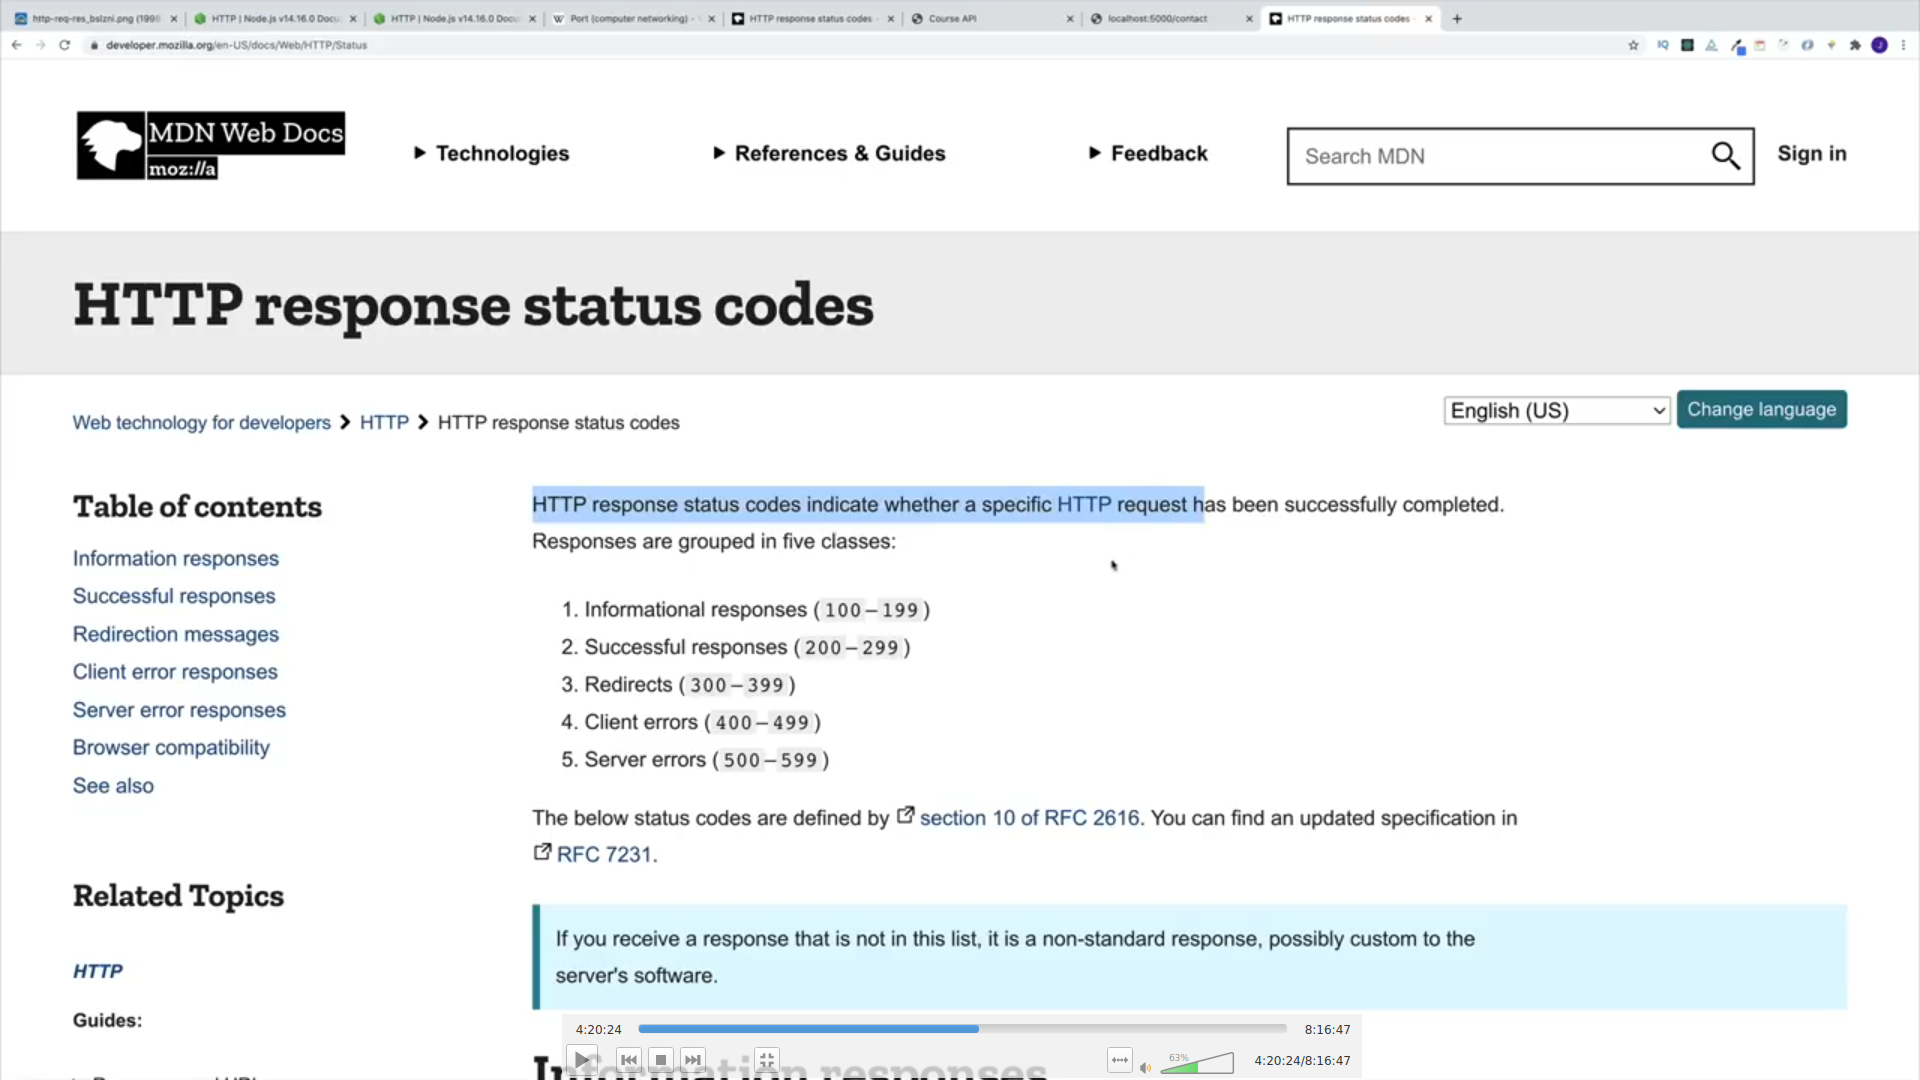 http-req-res_bslzni.png (1998
HTTP | Node.js v14.16.0 Docu
HTTP | Node.js v14.16.0 Docu
Port (computer networking) -
HTTP response status codes -
Course API
localhost:5000/contact
HTTP response status codes -
developer.mozilla.org/en-US/docs/Web/HTTP/Status
MDN Web Docs
moz://a
Technologies
References & Guides
Feedback
Search MDN
Sign in
HTTP response status codes
Web technology for developers > HTTP > HTTP response status codes
English (US)
Change language
Table of contents
Information responses
Successful responses
Redirection messages
Client error responses
Server error responses
Browser compatibility
See also
Related Topics
HTTP
Guides:
HTTP response status codes indicate whether a specific HTTP request has been successfully completed.
Responses are grouped in five classes:
1. Informational responses (100–199)
2. Successful responses (200–299)
3. Redirects (300–399)
4. Client errors (400–499)
5. Server errors (500–599)
The below status codes are defined by section 10 of RFC 2616. You can find an updated specification in
RFC 7231.
If you receive a response that is not in this list, it is a non-standard response, possibly custom to the
server's software.
Information responses
4:20:24
8:16:47
63%
4:20:24/8:16:47